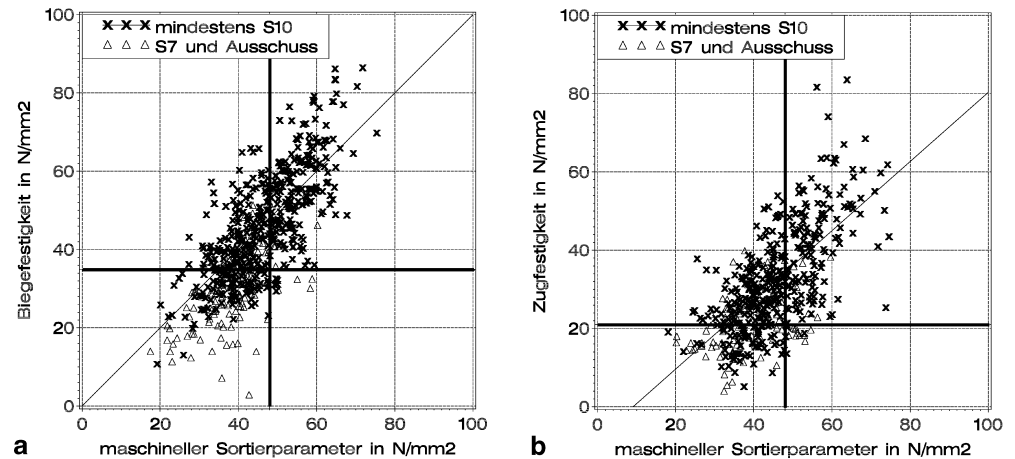 mindestens S10
S7 und Ausschuss
100
80
60
40
20
0
Biegefestigkeit in N/mm2
0 20 40 60 80 100
maschineller Sortierparameter in N/mm2
a
mindestens S10
S7 und Ausschuss
100
80
60
40
20
0
Zugfestigkeit in N/mm2
0 20 40 60 80 100
maschineller Sortierparameter in N/mm2
b